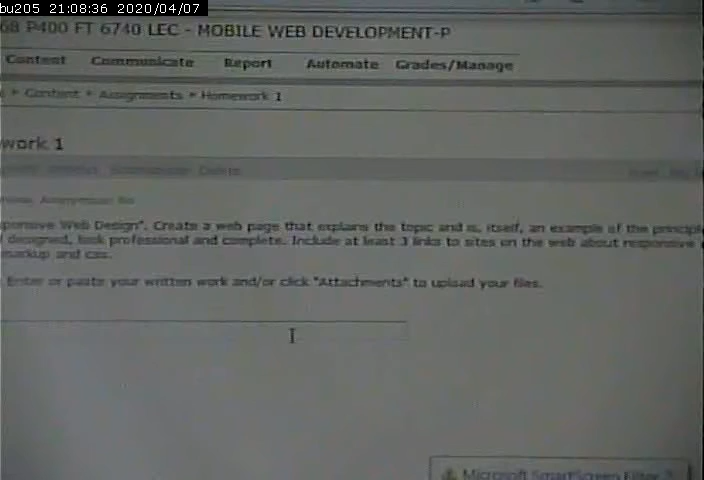 bu205 21:08:36 2020/04/07
68 P400 FT 6740 LEC - MOBILE WEB DEVELOPMENT-P
Content Communicate Report Automate Grades/Manage
Content Assignments Homework 1
work 1
Delete
ponsive Web Design". Create a web page that explains the topic and is, itself, an example of the principl
designed, look professional and complete. Include at least 3 links to sites on the web about responsive
markup and css.
Enter or paste your written work and/or click "Attachments" to upload your files.
Microsoft SmartScreen Filter